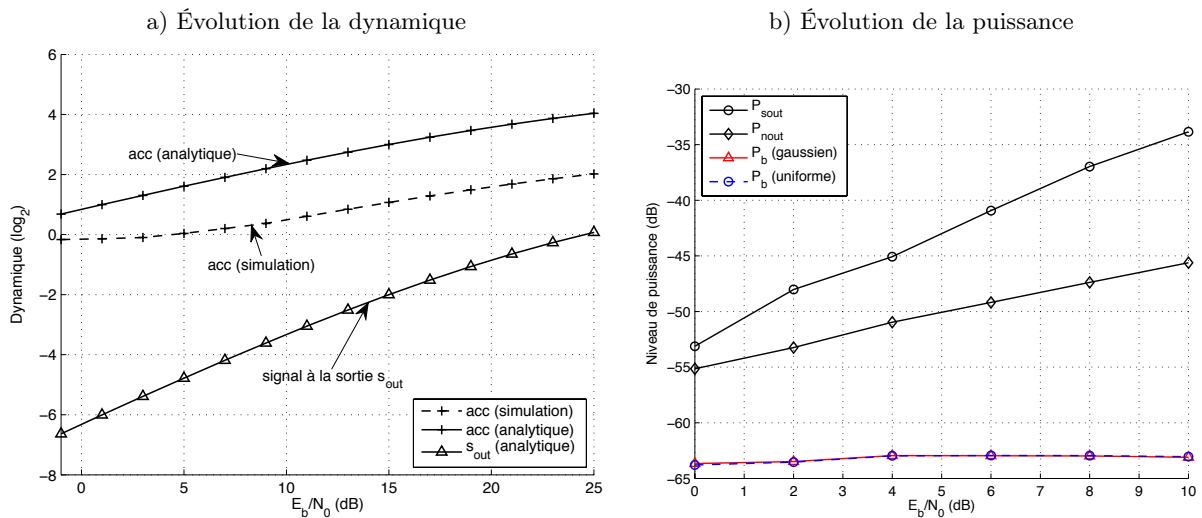 a) Évolution de la dynamique
6
4
2
0
−2
−4
−6
−8
Dynamique (log2)
acc (analytique)
acc (simulation)
signal à la sortie sout
acc (simulation)
acc (analytique)
sout (analytique)
0
5
10
15
20
25
Eb/N0 (dB)
b) Évolution de la puissance
−30
−35
−40
−45
−50
−55
−60
−65
Niveau de puissance (dB)
Psout
Pnout
Pb (gaussien)
Pb (uniforme)
0
1
2
3
4
5
6
7
8
9
10
Eb/N0 (dB)